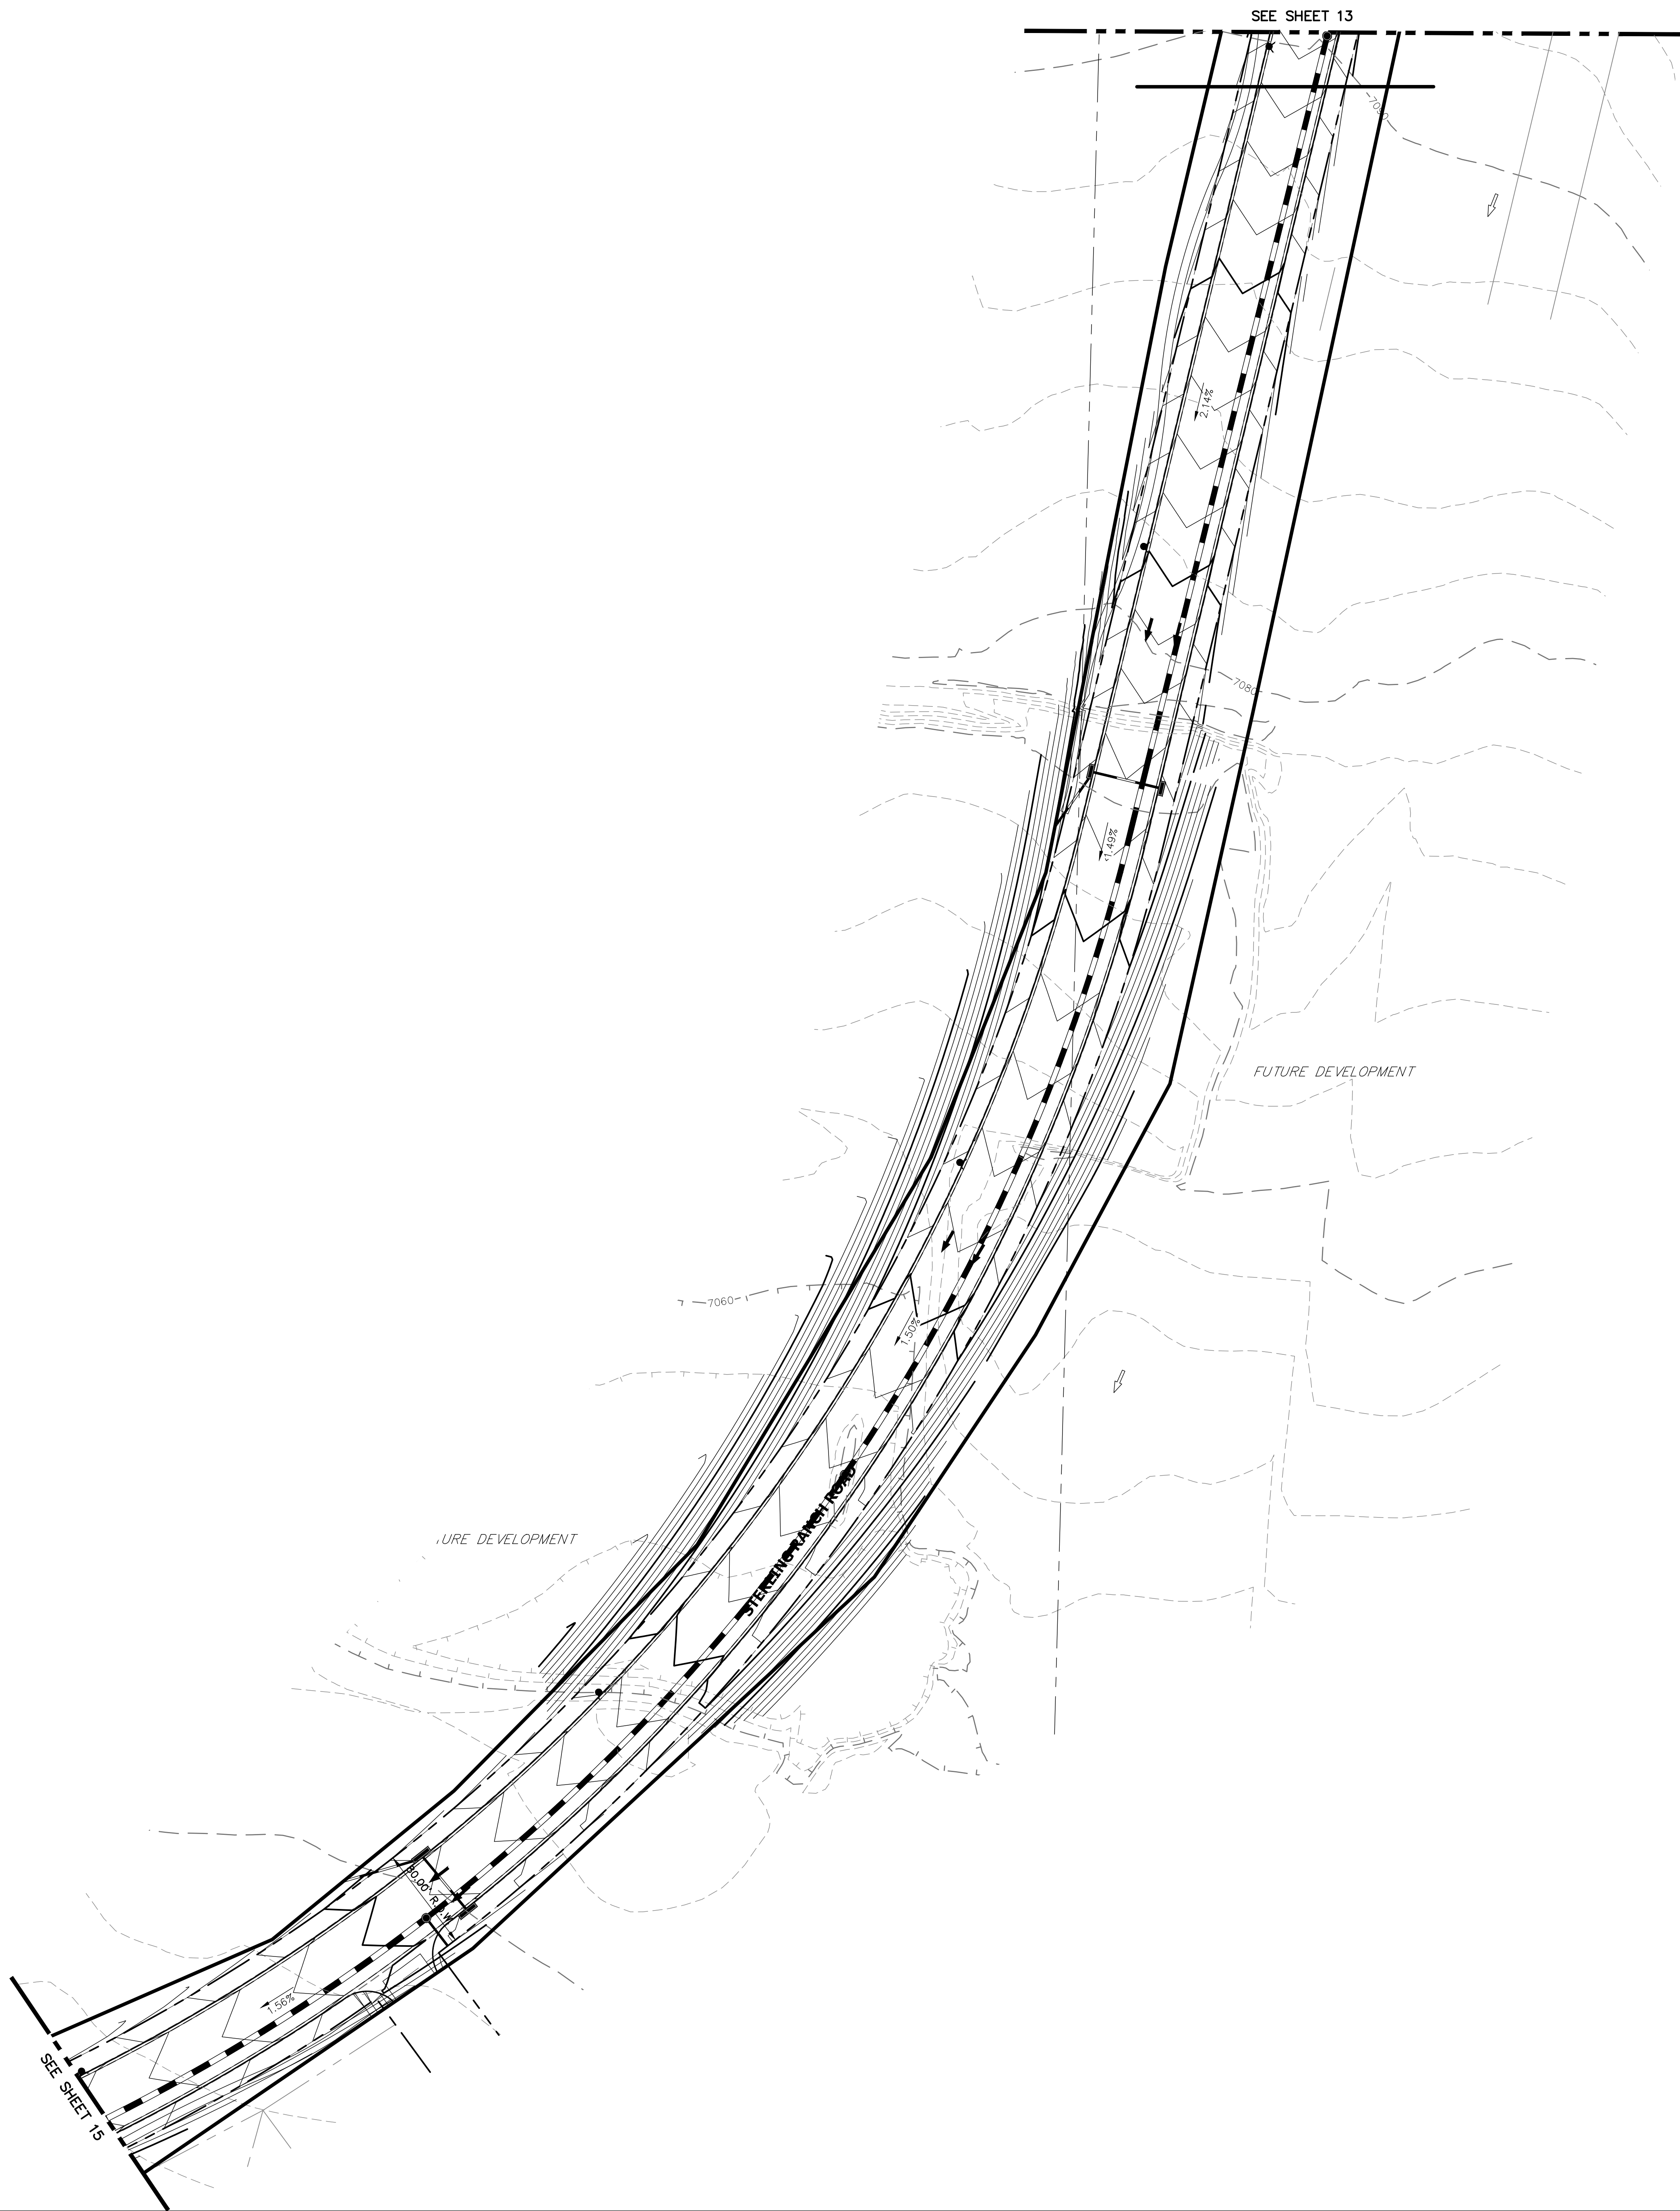 SEE SHEET 13
2.14%
7080
1.49%
FUTURE DEVELOPMENT
7060
1.50%
STERLING RANCH ROAD
URE DEVELOPMENT
1.56%
SEE SHEET 15